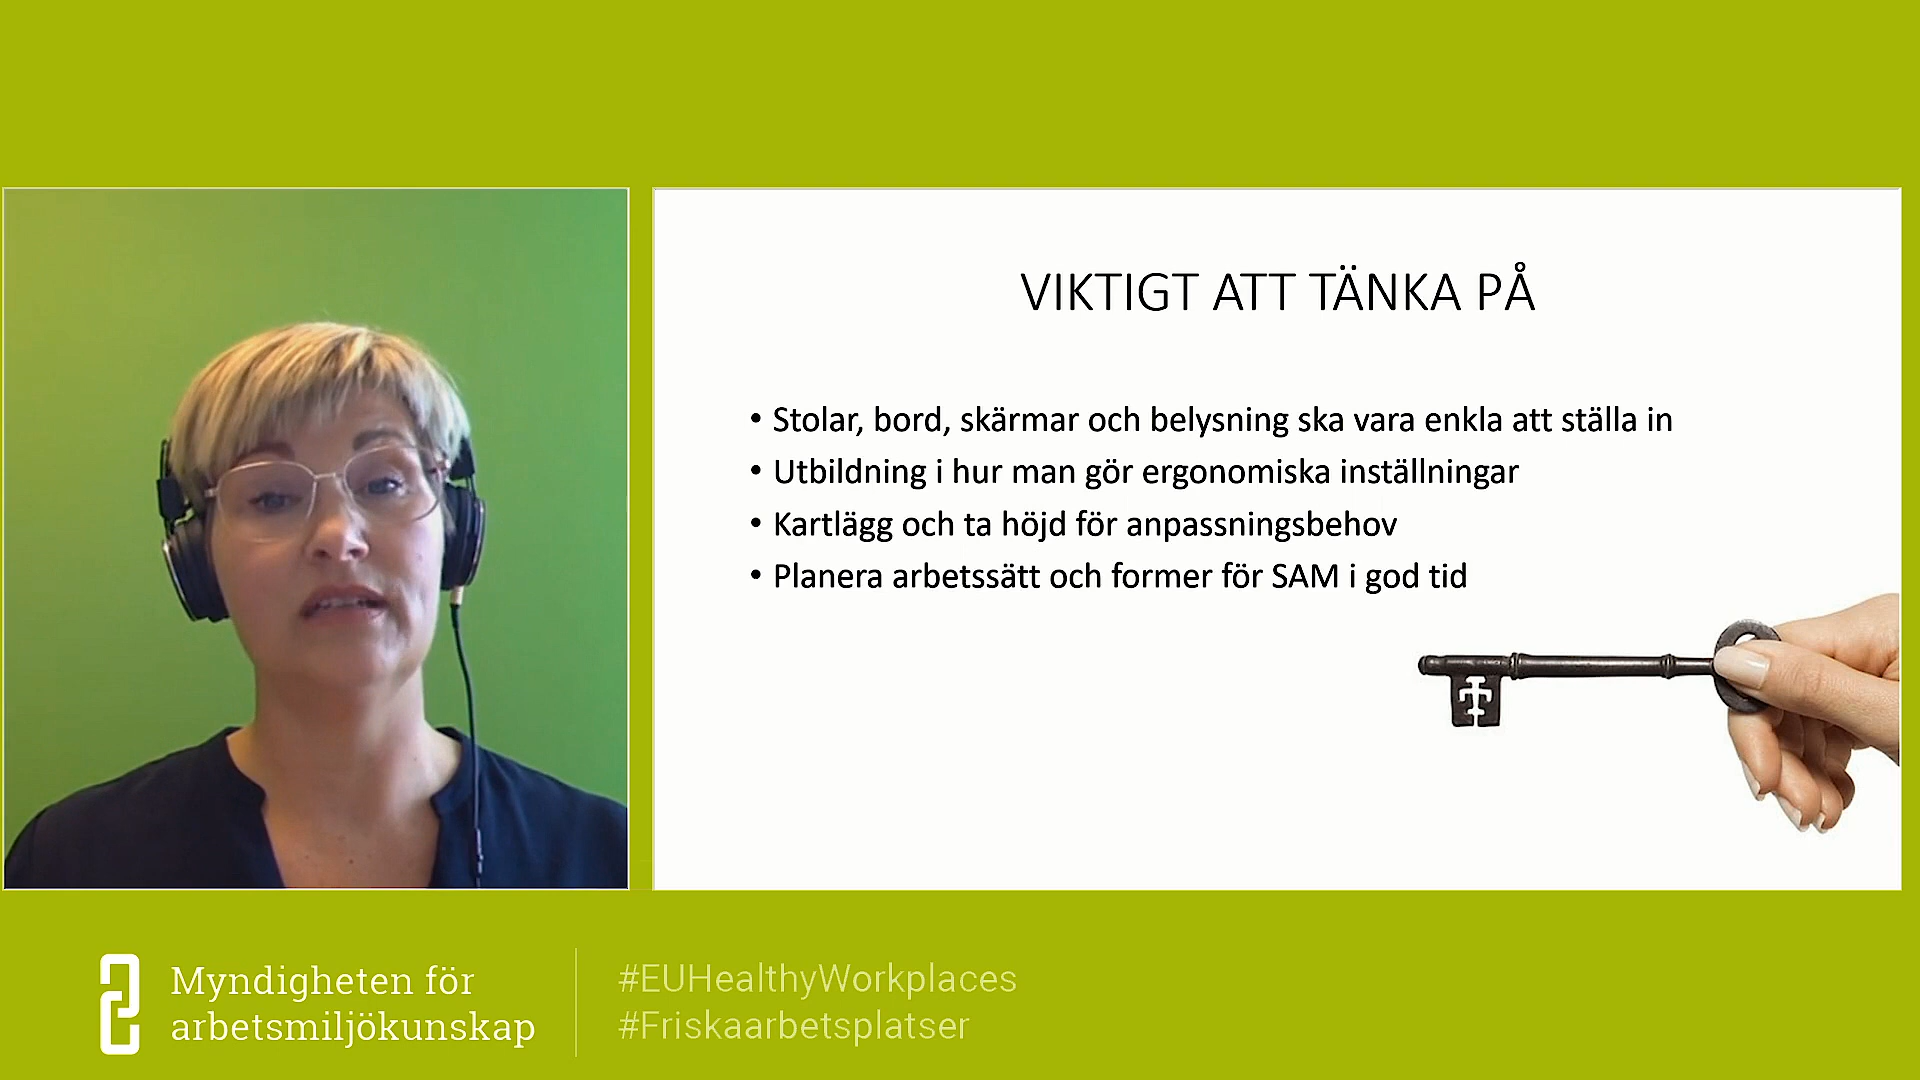 VIKTIGT ATT TÄNKA PÅ
• Stolar, bord, skärmar och belysning ska vara enkla att ställa in
• Utbildning i hur man gör ergonomiska inställningar
• Kartlägg och ta höjd för anpassningsbehov
• Planera arbetssätt och former för SAM i god tid
Myndigheten för
arbetsmiljökunskap
#EUHealthyWorkplaces
#Friskaarbetsplatser